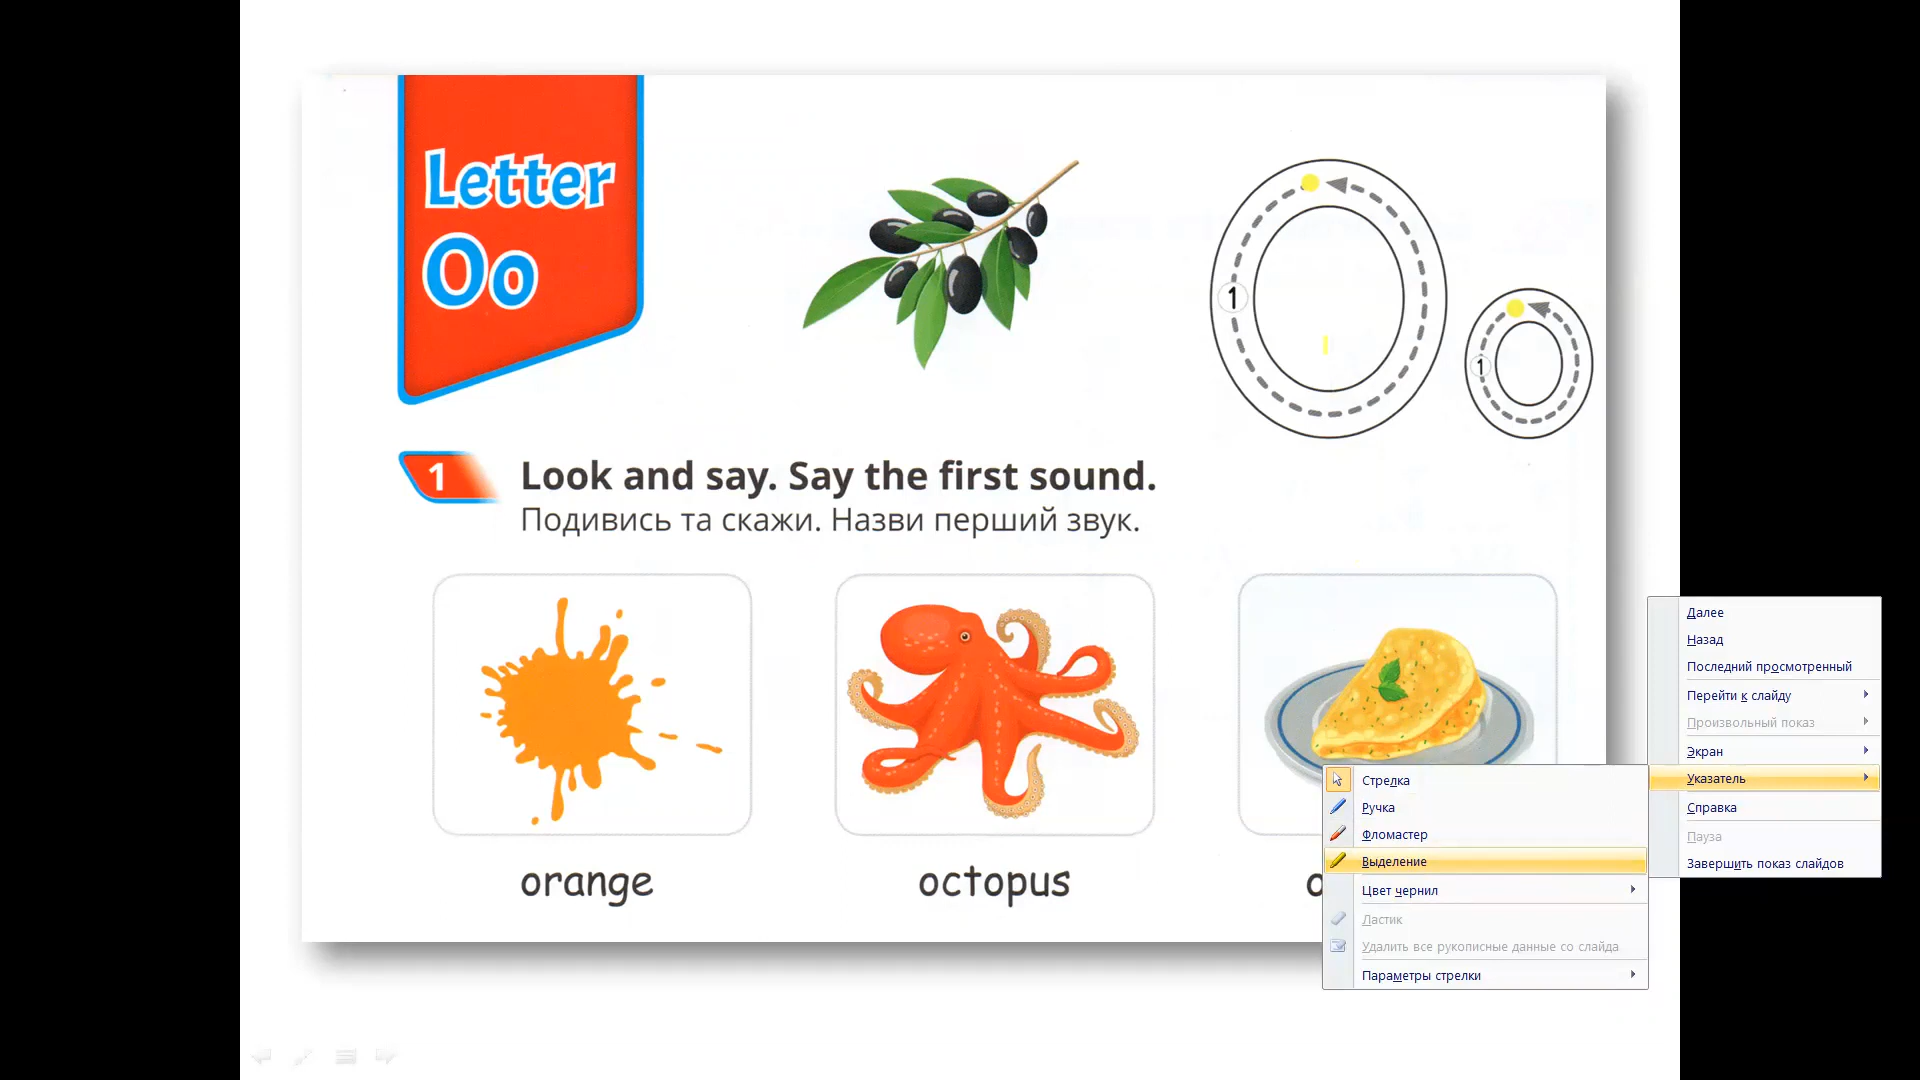 Letter
Oo
1
1
1
Look and say. Say the first sound.
Подивись та скажи. Назви перший звук.
orange
octopus
Далее
Назад
Последний просмотренный
Перейти к слайду
Произвольный показ
Экран
Указатель
Справка
Пауза
Завершить показ слайдов
Стрелка
Ручка
Фломастер
Выделение
Цвет чернил
Ластик
Удалить все рукописные данные со слайда
Параметры стрелки